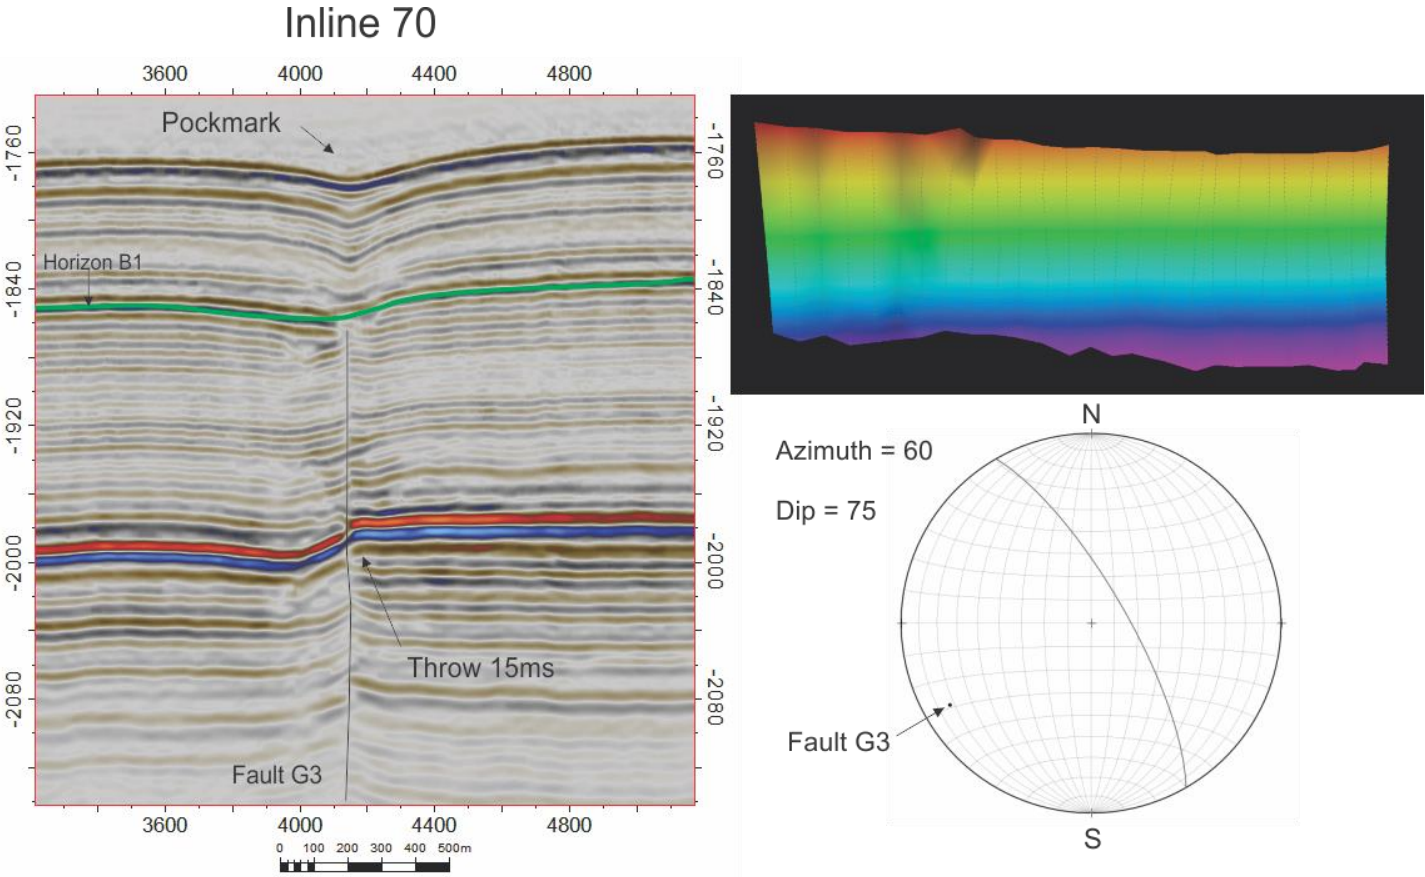 Inline 70
3600 4000 4400 4800
Pockmark
-1760 -1760
Horizon B1
-1840 -1840
-1920 -1920
-2000 -2000
Throw 15ms
-2080 -2080
Fault G3
3600 4000 4400 4800
0 100 200 300 400 500m
N
Azimuth = 60
Dip = 75
Fault G3
S